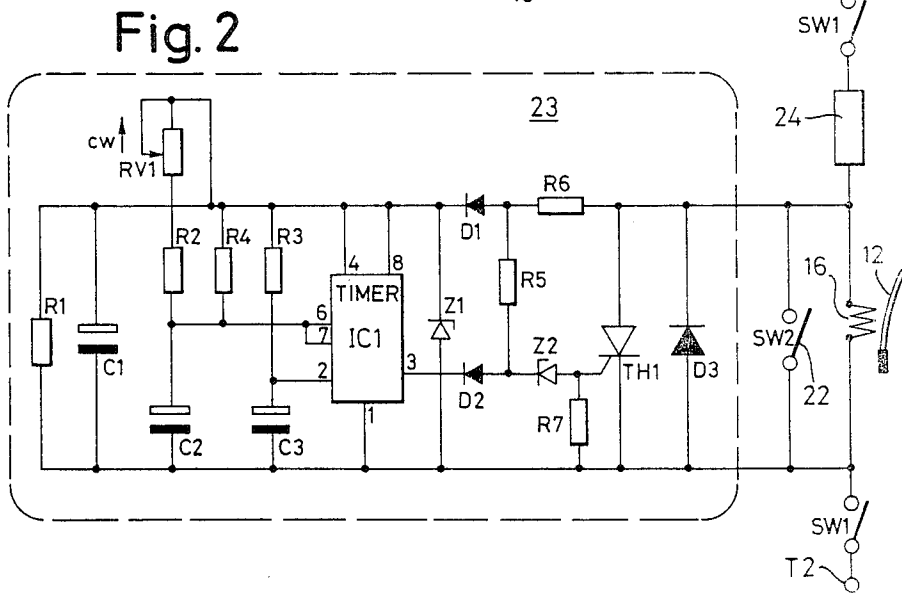 Fig. 2
SW1
24
23
cw
RV1
R6
D1
R2
R4
R3
4
8
R5
16
12
R1
TIMER
Z1
6
7
IC1
SW2
C1
Z2
TH1
D3
2
3
22
D2
1
R7
C2
C3
SW1
T2